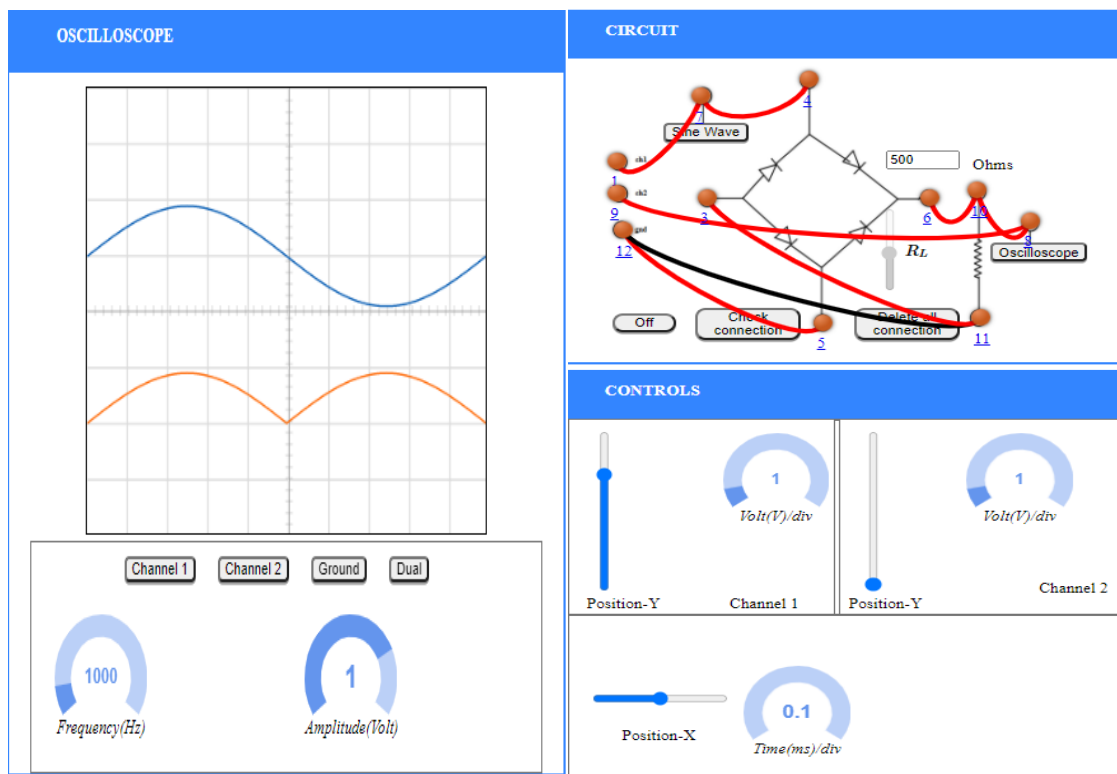 OSCILLOSCOPE
Channel 1
Channel 2
Ground
Dual
1000
Frequency(Hz)
1
Amplitude(Volt)
CIRCUIT
4
7
Sine Wave
500
Ohms
ch1
1
ch2
9
3
6
10
8
gnd
12
RL
Oscilloscope
Off
Check connection
Delete all connection
5
11
CONTROLS
1
Volt(V)/div
Position-Y
Channel 1
1
Volt(V)/div
Position-Y
Channel 2
Position-X
0.1
Time(ms)/div